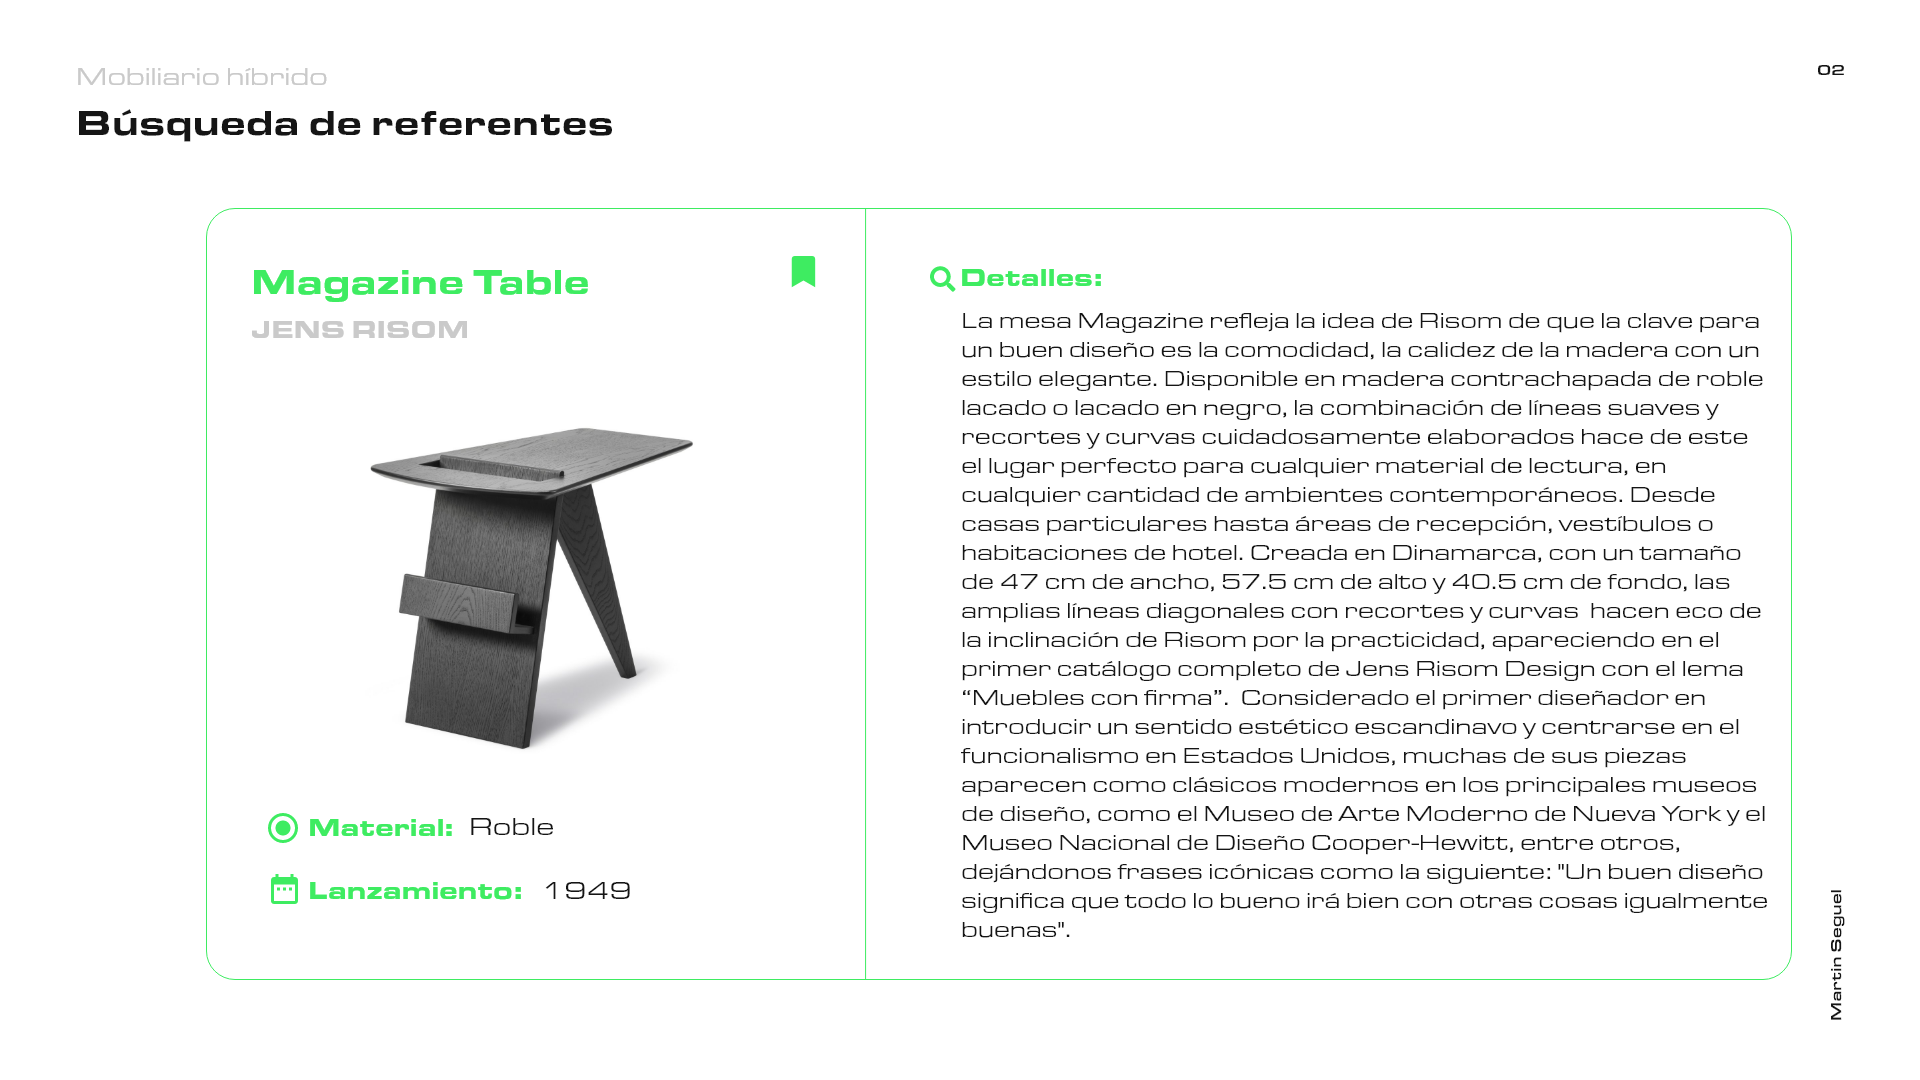 Mobiliario híbrido
02
Búsqueda de referentes
Magazine Table
JENS RISOM
Material: Roble
Lanzamiento: 1949
Detalles:
La mesa Magazine refleja la idea de Risom de que la clave para
un buen diseño es la comodidad, la calidez de la madera con un
estilo elegante. Disponible en madera contrachapada de roble
lacado o lacado en negro, la combinación de líneas suaves y
recortes y curvas cuidadosamente elaborados hace de este
el lugar perfecto para cualquier material de lectura, en
cualquier cantidad de ambientes contemporáneos. Desde
casas particulares hasta áreas de recepción, vestíbulos o
habitaciones de hotel. Creada en Dinamarca, con un tamaño
de 47 cm de ancho, 57.5 cm de alto y 40.5 cm de fondo, las
amplias líneas diagonales con recortes y curvas  hacen eco de
la inclinación de Risom por la practicidad, apareciendo en el
primer catálogo completo de Jens Risom Design con el lema
“Muebles con firma”.  Considerado el primer diseñador en
introducir un sentido estético escandinavo y centrarse en el
funcionalismo en Estados Unidos, muchas de sus piezas
aparecen como clásicos modernos en los principales museos
de diseño, como el Museo de Arte Moderno de Nueva York y el
Museo Nacional de Diseño Cooper-Hewitt, entre otros,
dejándonos frases icónicas como la siguiente: "Un buen diseño
significa que todo lo bueno irá bien con otras cosas igualmente
buenas".
Martin Seguel